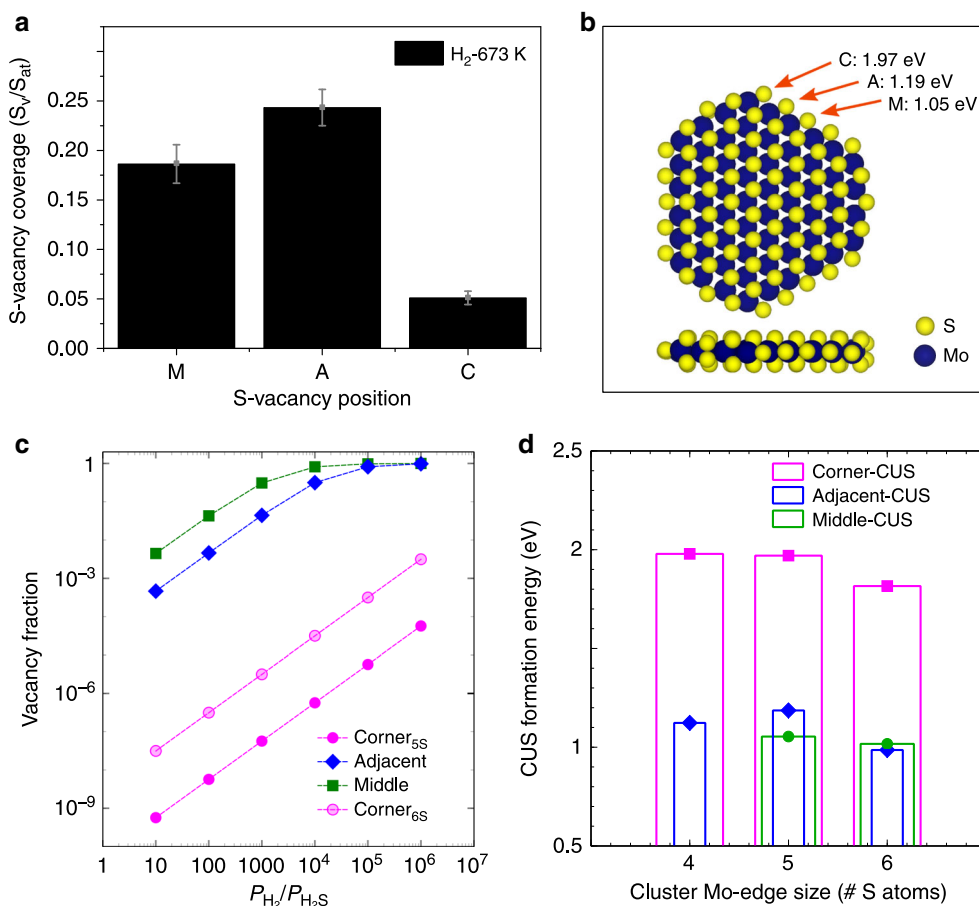 a
S-vacancy coverage (Sv/Sat)
0.25
0.20
0.15
0.10
0.05
0.00
H2-673 K
M
A
C
S-vacancy position
b
C: 1.97 eV
A: 1.19 eV
M: 1.05 eV
S
Mo
c
Vacancy fraction
1
10⁻³
10⁻⁶
10⁻⁹
Corner5S
Adjacent
Middle
Corner6S
1
10
100
1000
10⁴
10⁵
10⁶
10⁷
PH2/PH2S
d
CUS formation energy (eV)
2.5
2
1
0.5
Corner-CUS
Adjacent-CUS
Middle-CUS
4
5
6
Cluster Mo-edge size (# S atoms)